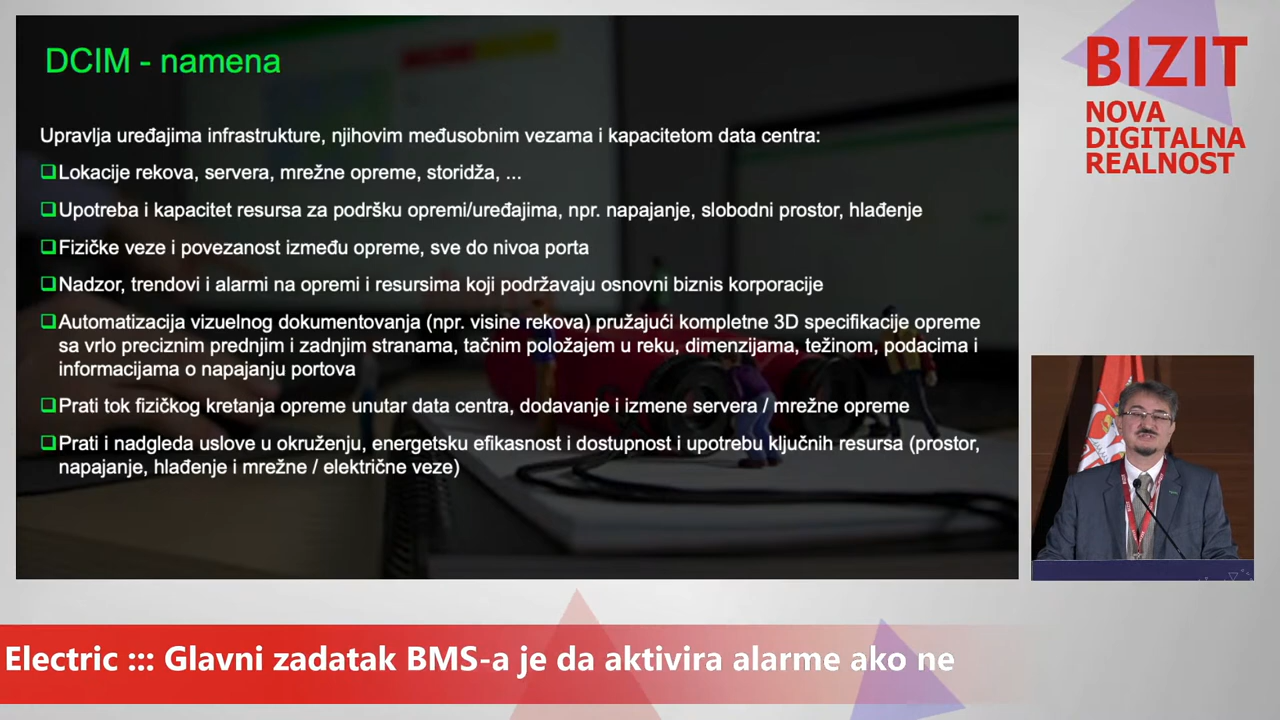 DCIM - namena
Upravlja uređajima infrastrukture, njihovim međusobnim vezama i kapacitetom data centra:
Lokacije rekova, servera, mrežne opreme, storidža, ...
Upotreba i kapacitet resursa za podršku opremi/uređajima, npr. napajanje, slobodni prostor, hlađenje
Fizičke veze i povezanost između opreme, sve do nivoa porta
Nadzor, trendovi i alarmi na opremi i resursima koji podržavaju osnovni biznis korporacije
Automatizacija vizuelnog dokumentovanja (npr. visine rekova) pružajući kompletne 3D specifikacije opreme
sa vrlo preciznim prednjim i zadnjim stranama, tačnim položajem u reku, dimenzijama, težinom, podacima i
informacijama o napajanju portova
Prati tok fizičkog kretanja opreme unutar data centra, dodavanje i izmene servera / mrežne opreme
Prati i nadgleda uslove u okruženju, energetsku efikasnost i dostupnost i upotrebu ključnih resursa (prostor,
napajanje, hlađenje i mrežne / električne veze)
BIZIT
NOVA
DIGITALNA
REALNOST
Electric ::: Glavni zadatak BMS-a je da aktivira alarme ako ne